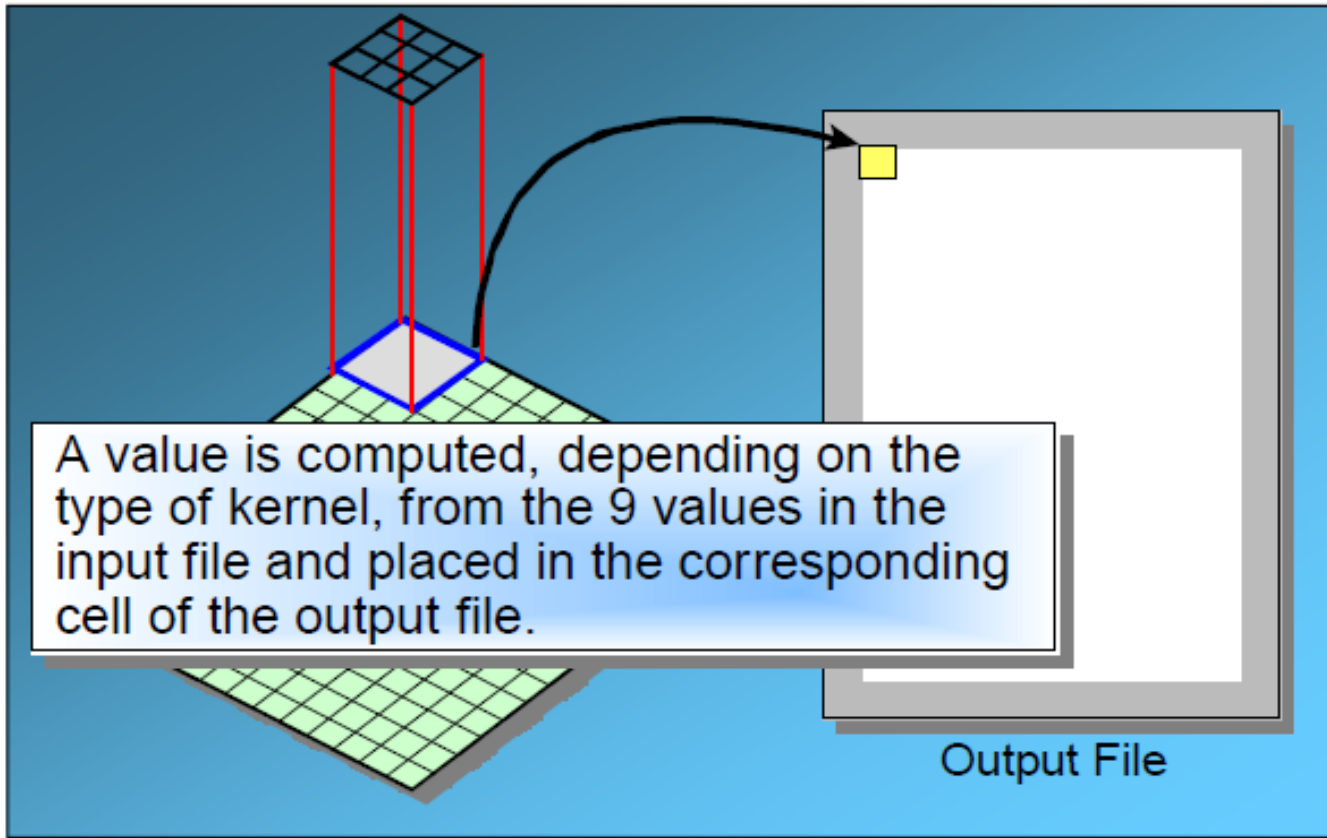 A value is computed, depending on the
type of kernel, from the 9 values in the
input file and placed in the corresponding
cell of the output file.
Output File